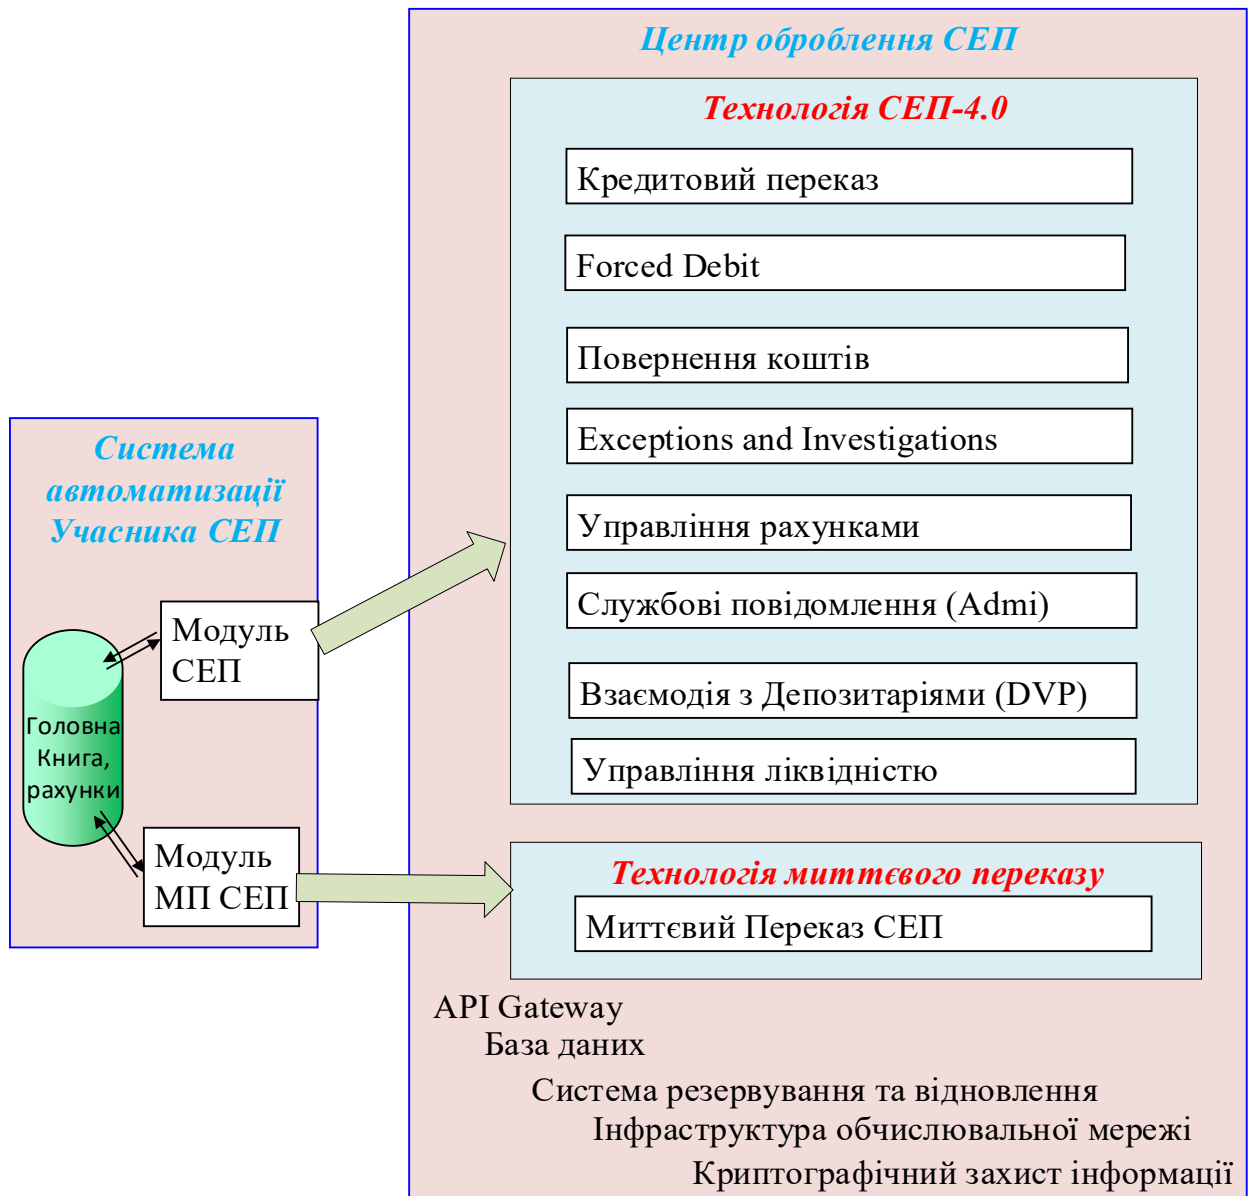 Центр оброблення СЕП
Технологія СЕП-4.0
Кредитовий переказ
Forced Debit
Повернення коштів
Exceptions and Investigations
Управління рахунками
Службові повідомлення (Admi)
Взаємодія з Депозитаріями (DVP)
Управління ліквідністю
Система
автоматизації
Учасника СЕП
Модуль
СЕП
Головна
Книга,
рахунки
Модуль
МП СЕП
Технологія миттєвого переказу
Миттєвий Переказ СЕП
API Gateway
База даних
Система резервування та відновлення
Інфраструктура обчислювальної мережі
Криптографічний захист інформації